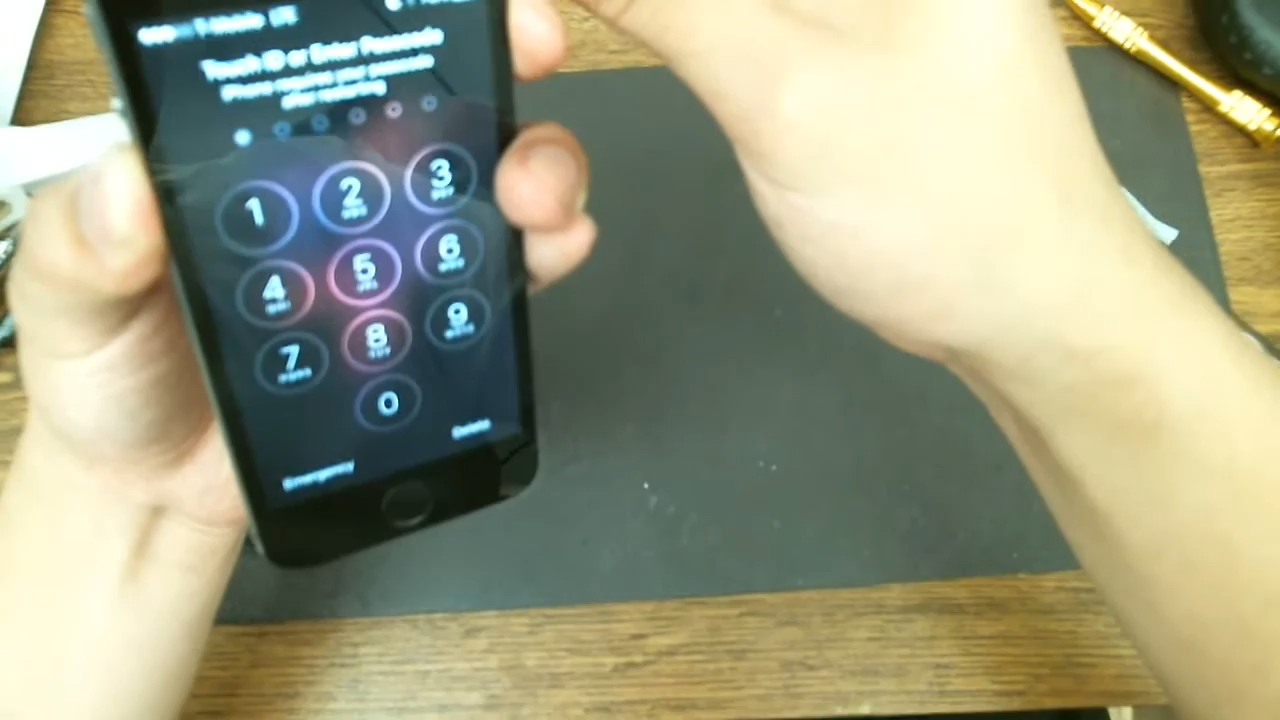 T-Mobile LTE
Touch ID or Enter Passcode
iPhone requires your passcode
after restarting
1 2 3
4 5 6
7 8 9
0
Delete
Emergency